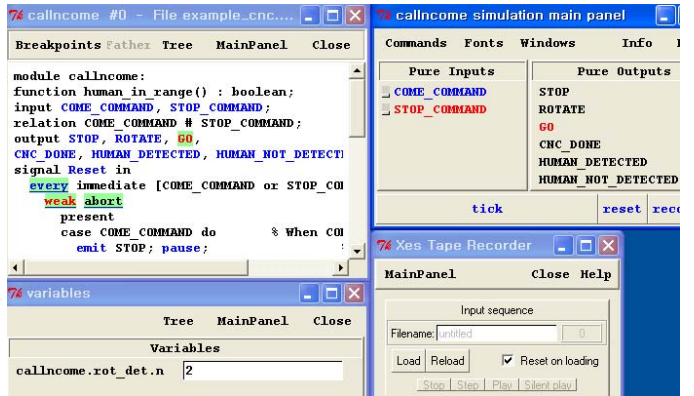 callncome #0 - File example_cnc....
Breakpoints Father Tree MainPanel Close
module callncome:
function human_in_range() : boolean;
input COME_COMMAND, STOP_COMMAND;
relation COME_COMMAND # STOP_COMMAND;
output STOP, ROTATE, GO,
CNC_DONE, HUMAN_DETECTED, HUMAN_NOT_DETECT
signal Reset in
every immediate [COME_COMMAND or STOP_CO
weak abort
present
case COME_COMMAND do % When CO
emit STOP; pause;
variables
Tree MainPanel Close
Variables
callncome.rot_det.n 2
callncome simulation main panel
Commands Fonts Windows Info
Pure Inputs Pure Outputs
COME_COMMAND
STOP_COMMAND
STOP
ROTATE
GO
CNC_DONE
HUMAN_DETECTED
HUMAN_NOT_DETECTED
tick reset reco
Xes Tape Recorder
MainPanel Close Help
Input sequence
Filename: untitled 0
Load Reload Reset on loading
Stop Step Play Silent play